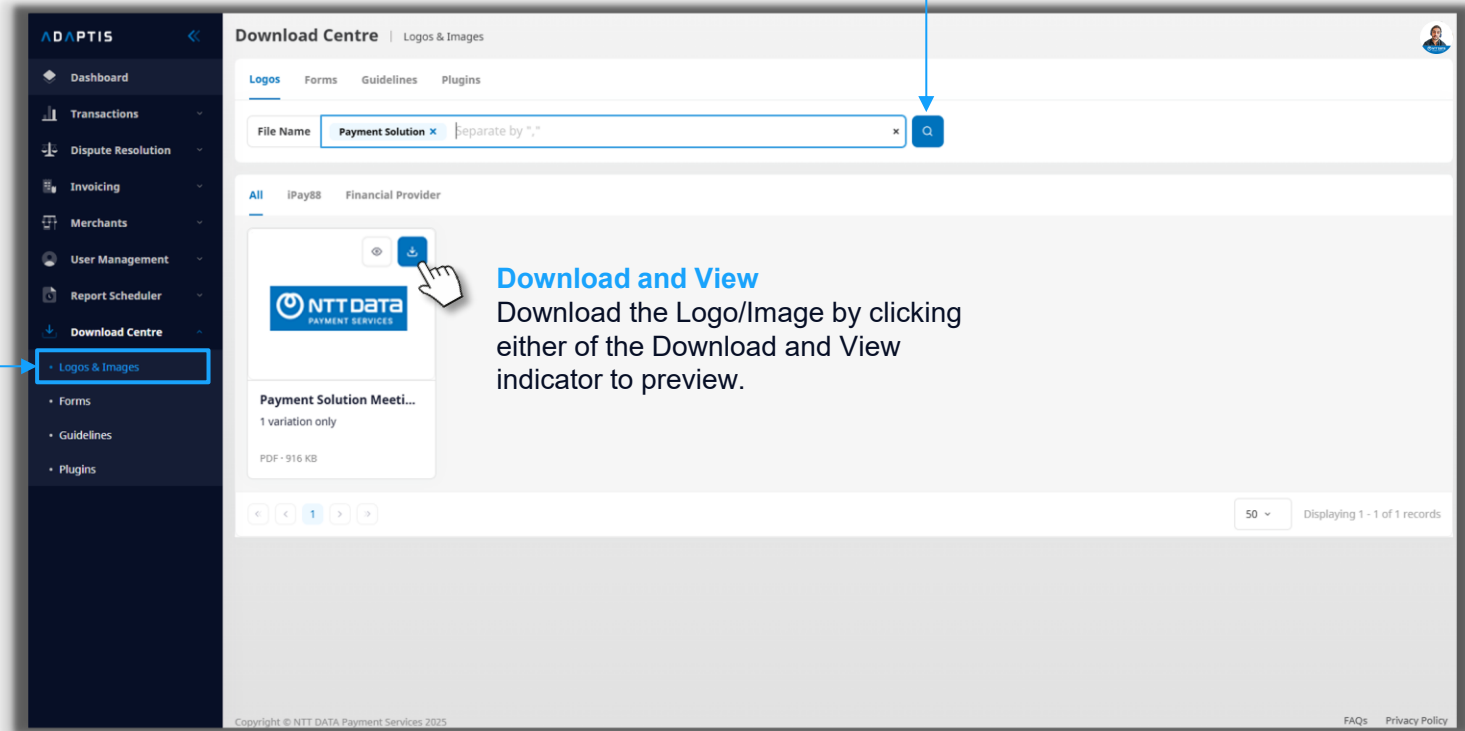 ADAPTIS
Dashboard
Transactions
Dispute Resolution
Invoicing
Merchants
User Management
Report Scheduler
Download Centre
• Logos & Images
• Forms
• Guidelines
• Plugins
Download Centre | Logos & Images
Logos Forms Guidelines Plugins
File Name Payment Solution × Separate by "," ×
All iPay88 Financial Provider
NTT DATA
PAYMENT SERVICES
Payment Solution Meeti...
1 variation only
PDF - 916 KB
Download and View
Download the Logo/Image by clicking
either of the Download and View
indicator to preview.
« < 1 > »
50 Displaying 1 - 1 of 1 records
Copyright © NTT DATA Payment Services 2025
FAQs Privacy Policy